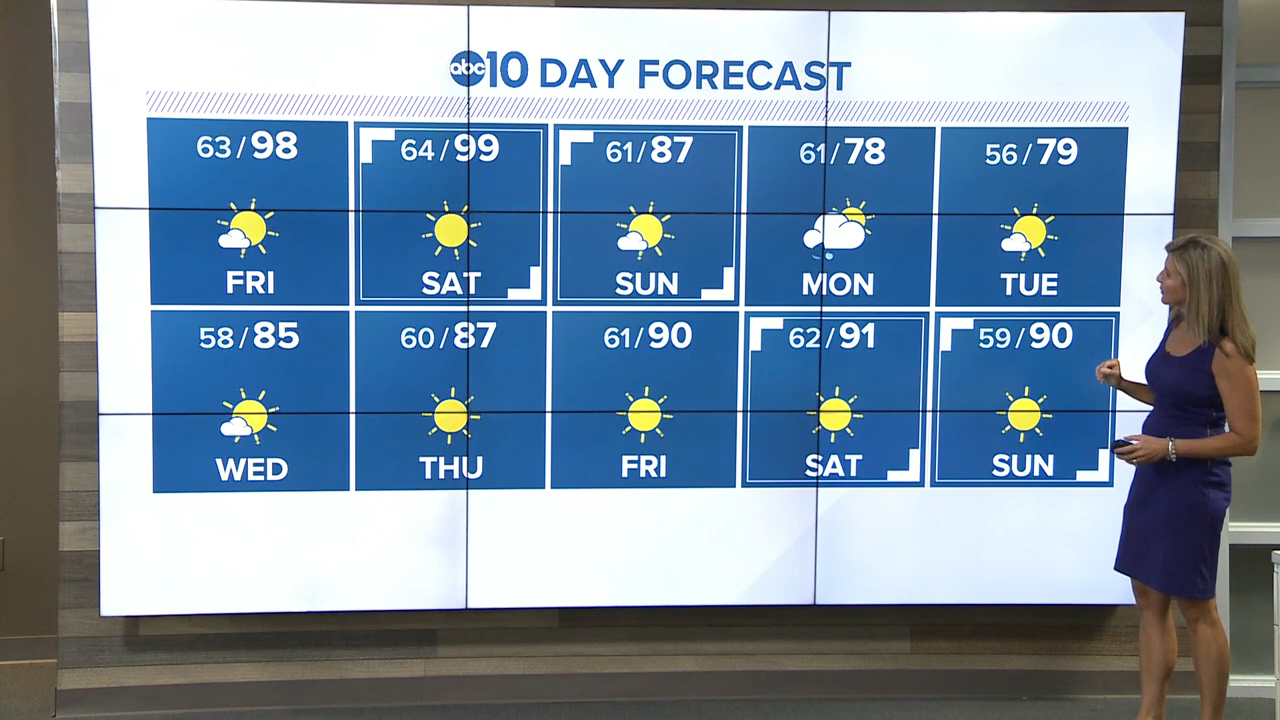 abc10 DAY FORECAST
63/98 64/99 61/87 61/78 56/79
FRI SAT SUN MON TUE
58/85 60/87 61/90 62/91 59/90
WED THU FRI SAT SUN